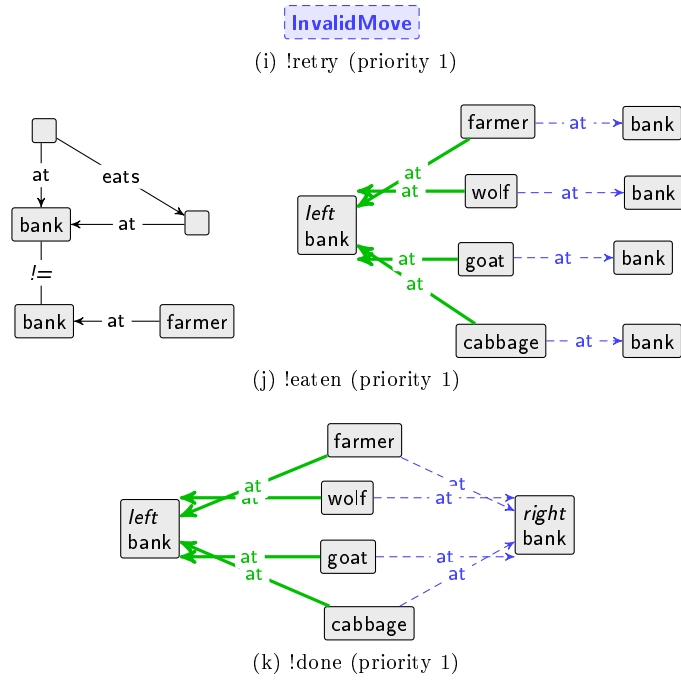 InvalidMove
(i) !retry (priority 1)
at
eats
bank
at
!=
bank
at
farmer
farmer
at
bank
at
at
wolf
at
bank
left
bank
at
goat
at
bank
at
cabbage
at
bank
(j) !eaten (priority 1)
farmer
at
at
at
wolf
at
left
bank
right
bank
at
goat
at
at
at
cabbage
(k) !done (priority 1)